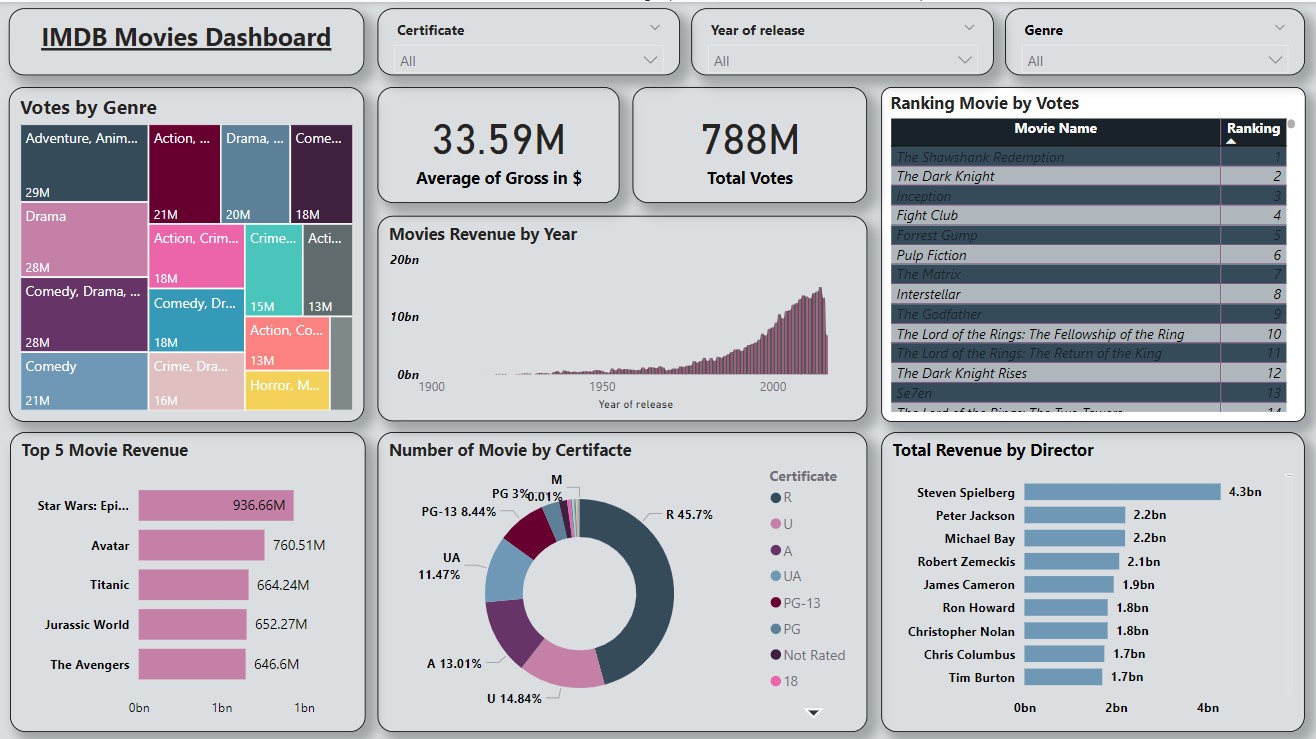 IMDB Movies Dashboard
Certificate
All
Year of release
All
Genre
All
Votes by Genre
Adventure, Anim...
29M
Drama
28M
Comedy, Drama, ...
28M
Comedy
21M
Action, ...
21M
Drama, ...
20M
Come...
18M
Action, Crim...
18M
Crime...
15M
Acti...
13M
Comedy, Dr...
18M
Action, Co...
13M
Crime, Dra...
16M
Horror, M...
33.59M
Average of Gross in $
788M
Total Votes
Movies Revenue by Year
20bn
10bn
0bn
1900
1950
2000
Year of release
Ranking Movie by Votes
Movie Name Ranking
The Shawshank Redemption 1
The Dark Knight 2
Inception 3
Fight Club 4
Forrest Gump 5
Pulp Fiction 6
The Matrix 7
Interstellar 8
The Godfather 9
The Lord of the Rings: The Fellowship of the Ring 10
The Lord of the Rings: The Return of the King 11
The Dark Knight Rises 12
Se7en 13
The Lord of the Rings: The Two Towers 14
Top 5 Movie Revenue
Star Wars: Epi... 936.66M
Avatar 760.51M
Titanic 664.24M
Jurassic World 652.27M
The Avengers 646.6M
0bn 1bn 1bn
Number of Movie by Certifacte
M
0.01%
PG 3%
PG-13 8.44%
UA
11.47%
A 13.01%
U 14.84%
R 45.7%
Certificate
R
U
A
UA
PG-13
PG
Not Rated
18
Total Revenue by Director
Steven Spielberg 4.3bn
Peter Jackson 2.2bn
Michael Bay 2.2bn
Robert Zemeckis 2.1bn
James Cameron 1.9bn
Ron Howard 1.8bn
Christopher Nolan 1.8bn
Chris Columbus 1.7bn
Tim Burton 1.7bn
0bn 2bn 4bn